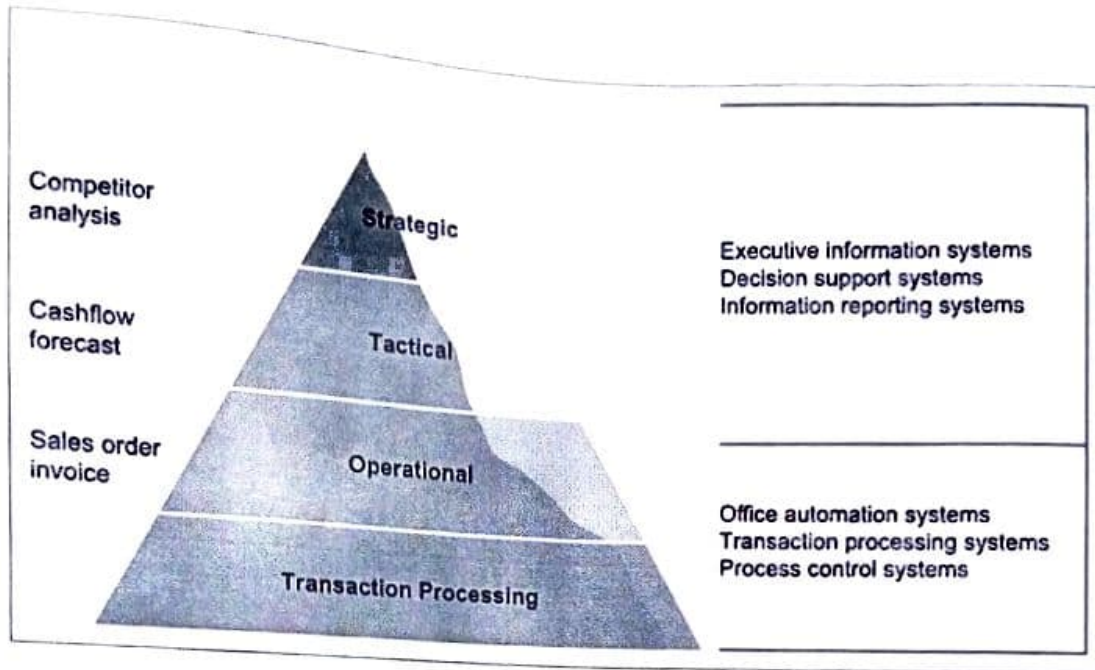 Competitor
analysis
Strategic
Cashflow
forecast
Tactical
Sales order
invoice
Operational
Transaction Processing
Executive information systems
Decision support systems
Information reporting systems
Office automation systems
Transaction processing systems
Process control systems